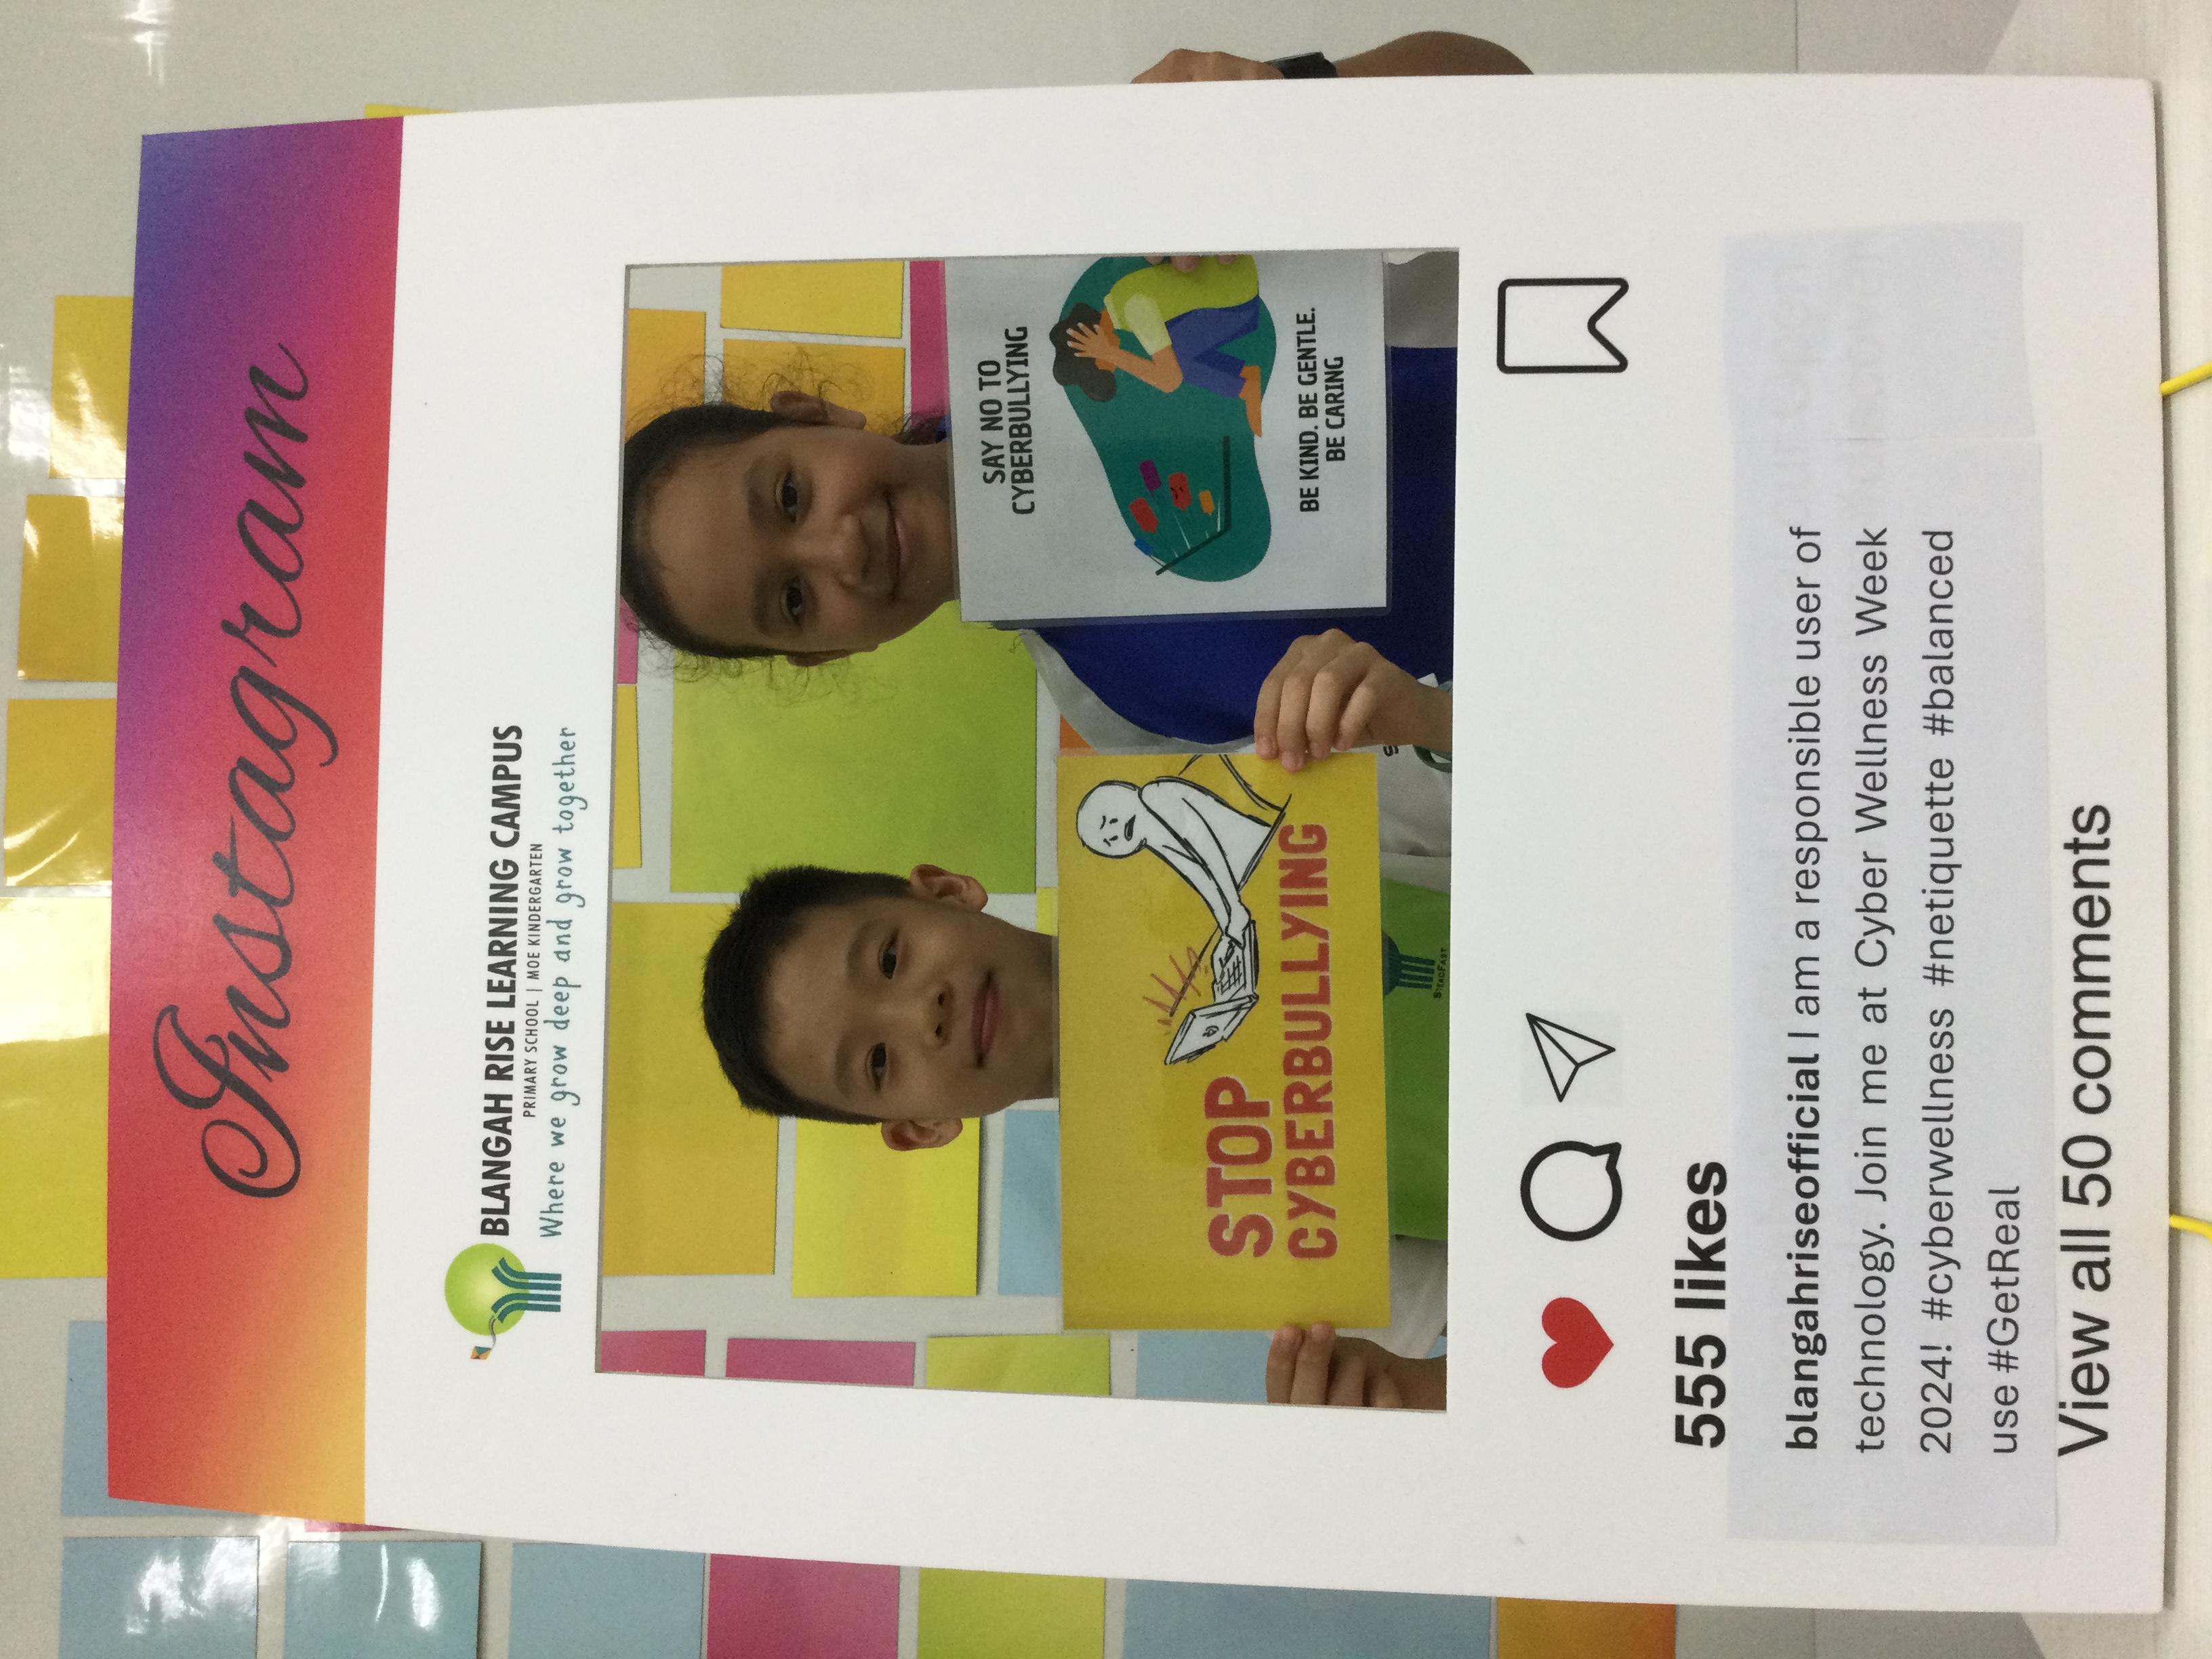 Instagram
BLANGAH RISE LEARNING CAMPUS
PRIMARY SCHOOL | MOE KINDERGARTEN
Where we grow deep and grow together
SAY NO TO
CYBERBULLYING
STOP
CYBERBULLYING
BE KIND. BE GENTLE.
BE CARING
STEADFAST
555 likes
blangahriseofficial I am a responsible user of
technology. Join me at Cyber Wellness Week
2024! #cyberwellness #netiquette #balanced
use #GetReal
View all 50 comments